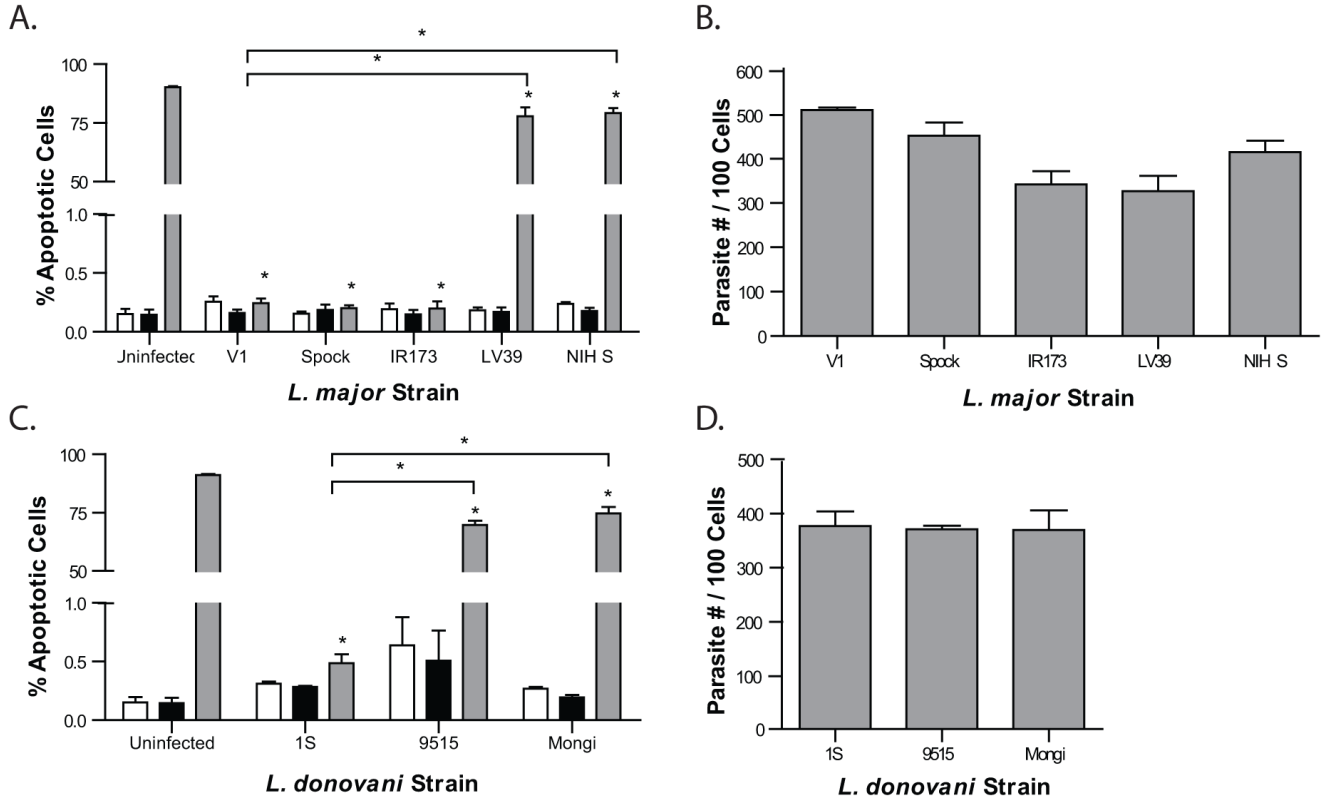 A.
*
*
* *
100
75
50
1.0
0.5
0.0
* * *
% Apoptotic Cells
Jninfectec V1 Spock IR173 LV39 NIH S
L. major Strain
B.
600
500
400
300
200
100
0
Parasite # / 100 Cells
V1 Spock IR173 LV39 NIH S
L. major Strain
C.
*
*
* *
100
75
50
1.0
0.5
0.0
*
% Apoptotic Cells
Uninfected 1S 9515 Mongi
L. donovani Strain
D.
500
400
300
200
100
0
Parasite # / 100 Cells
1S 9515 Mongi
L. donovani Strain